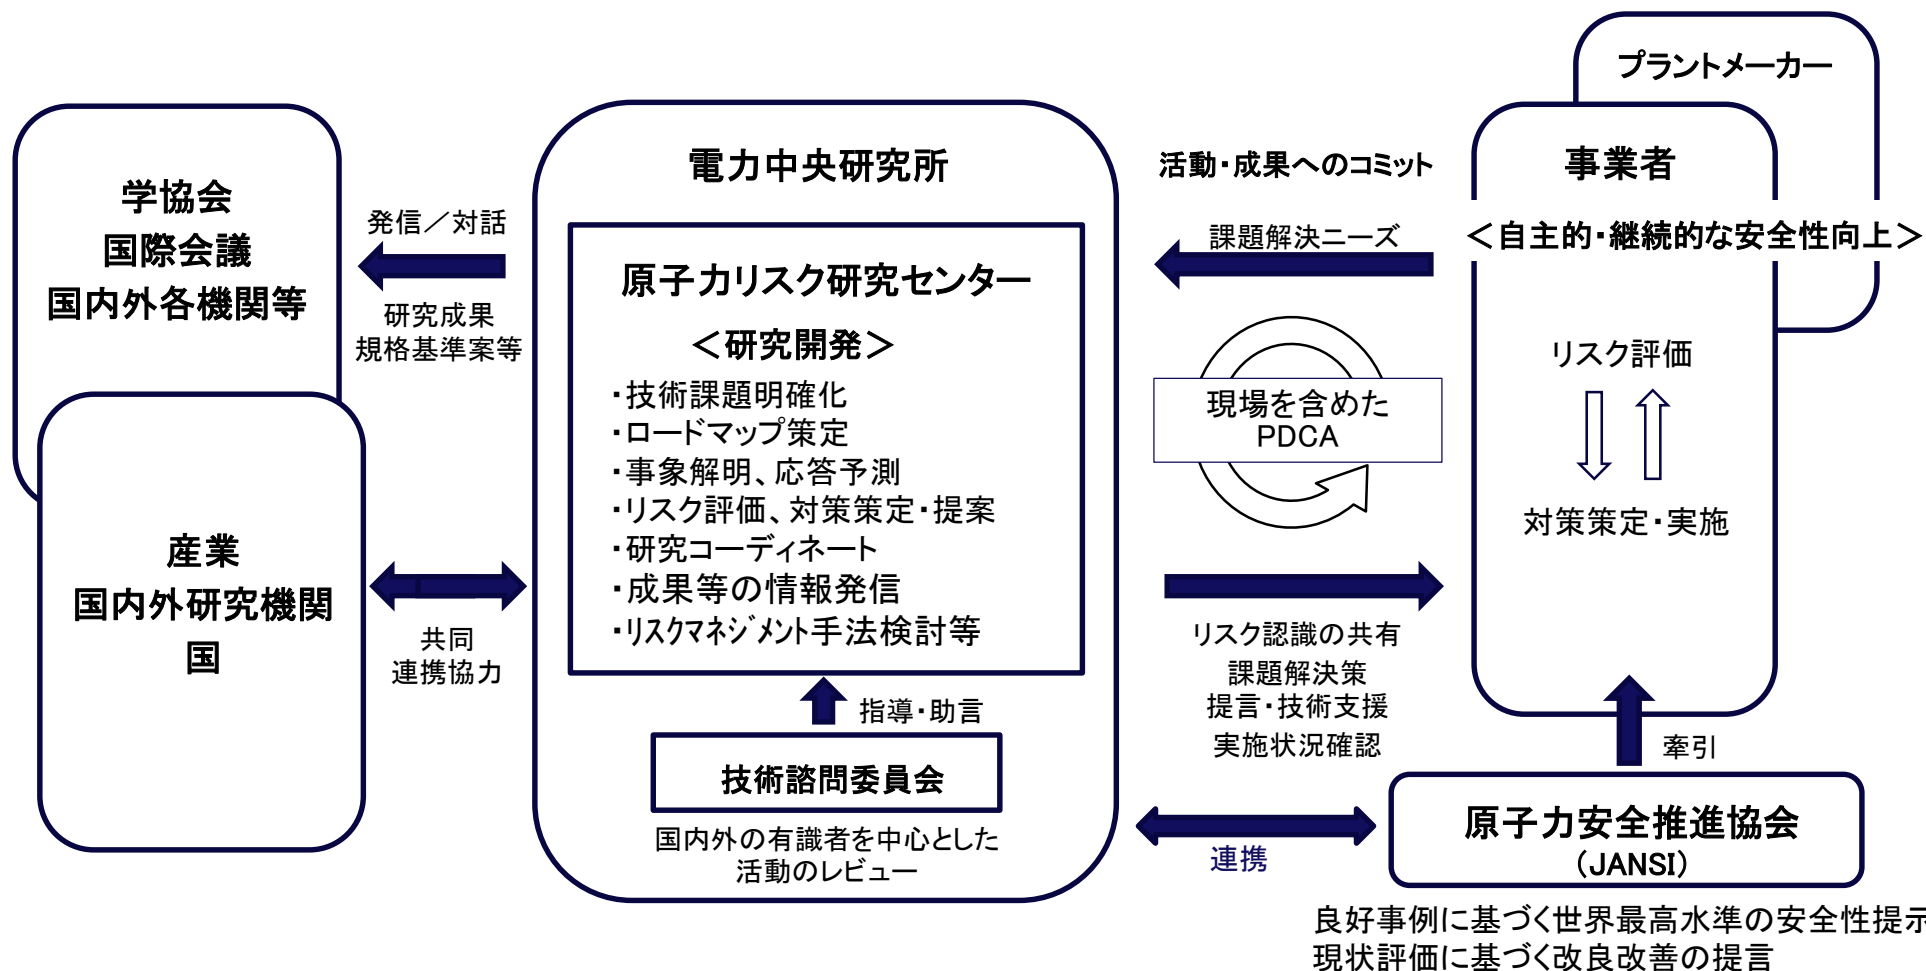 学協会
国際会議
国内外各機関等
産業
国内外研究機関
国
発信／対話
研究成果
規格基準案等
共同
連携協力
電力中央研究所
原子力リスク研究センター
＜研究開発＞
・技術課題明確化
・ロードマップ策定
・事象解明、応答予測
・リスク評価、対策策定・提案
・研究コーディネート
・成果等の情報発信
・ﾘｽｸﾏﾈｼﾞﾒﾝﾄ手法検討等
指導・助言
技術諮問委員会
国内外の有識者を中心とした
活動のレビュー
活動・成果へのコミット
課題解決ニーズ
現場を含めた
PDCA
リスク認識の共有
課題解決策
提言・技術支援
実施状況確認
連携
プラントメーカー
事業者
＜自主的・継続的な安全性向上＞
リスク評価
対策策定・実施
牽引
原子力安全推進協会
（JANSI）
良好事例に基づく世界最高水準の安全性提示
現状評価に基づく改良改善の提言